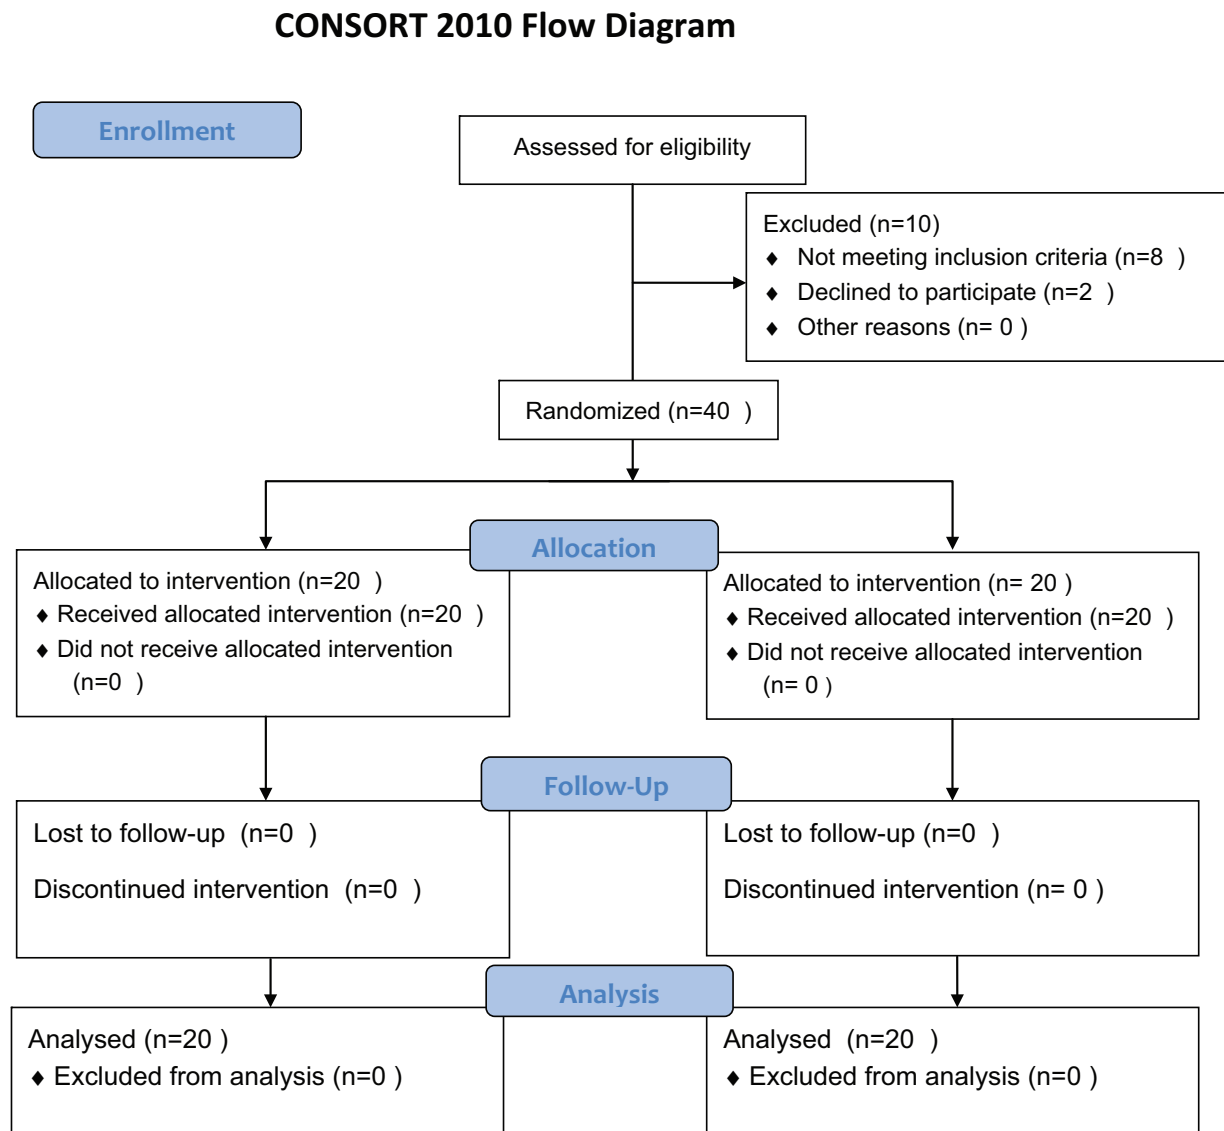 CONSORT 2010 Flow Diagram
Enrollment
Assessed for eligibility
Excluded (n=10)
♦ Not meeting inclusion criteria (n=8 )
♦ Declined to participate (n=2 )
♦ Other reasons (n= 0 )
Randomized (n=40 )
Allocation
Allocated to intervention (n=20 )
♦ Received allocated intervention (n=20 )
♦ Did not receive allocated intervention
(n=0 )
Allocated to intervention (n= 20 )
♦ Received allocated intervention (n=20 )
♦ Did not receive allocated intervention
(n= 0 )
Follow-Up
Lost to follow-up (n=0 )
Discontinued intervention (n=0 )
Lost to follow-up (n=0 )
Discontinued intervention (n= 0 )
Analysis
Analysed (n=20 )
♦ Excluded from analysis (n=0 )
Analysed (n=20 )
♦ Excluded from analysis (n=0 )